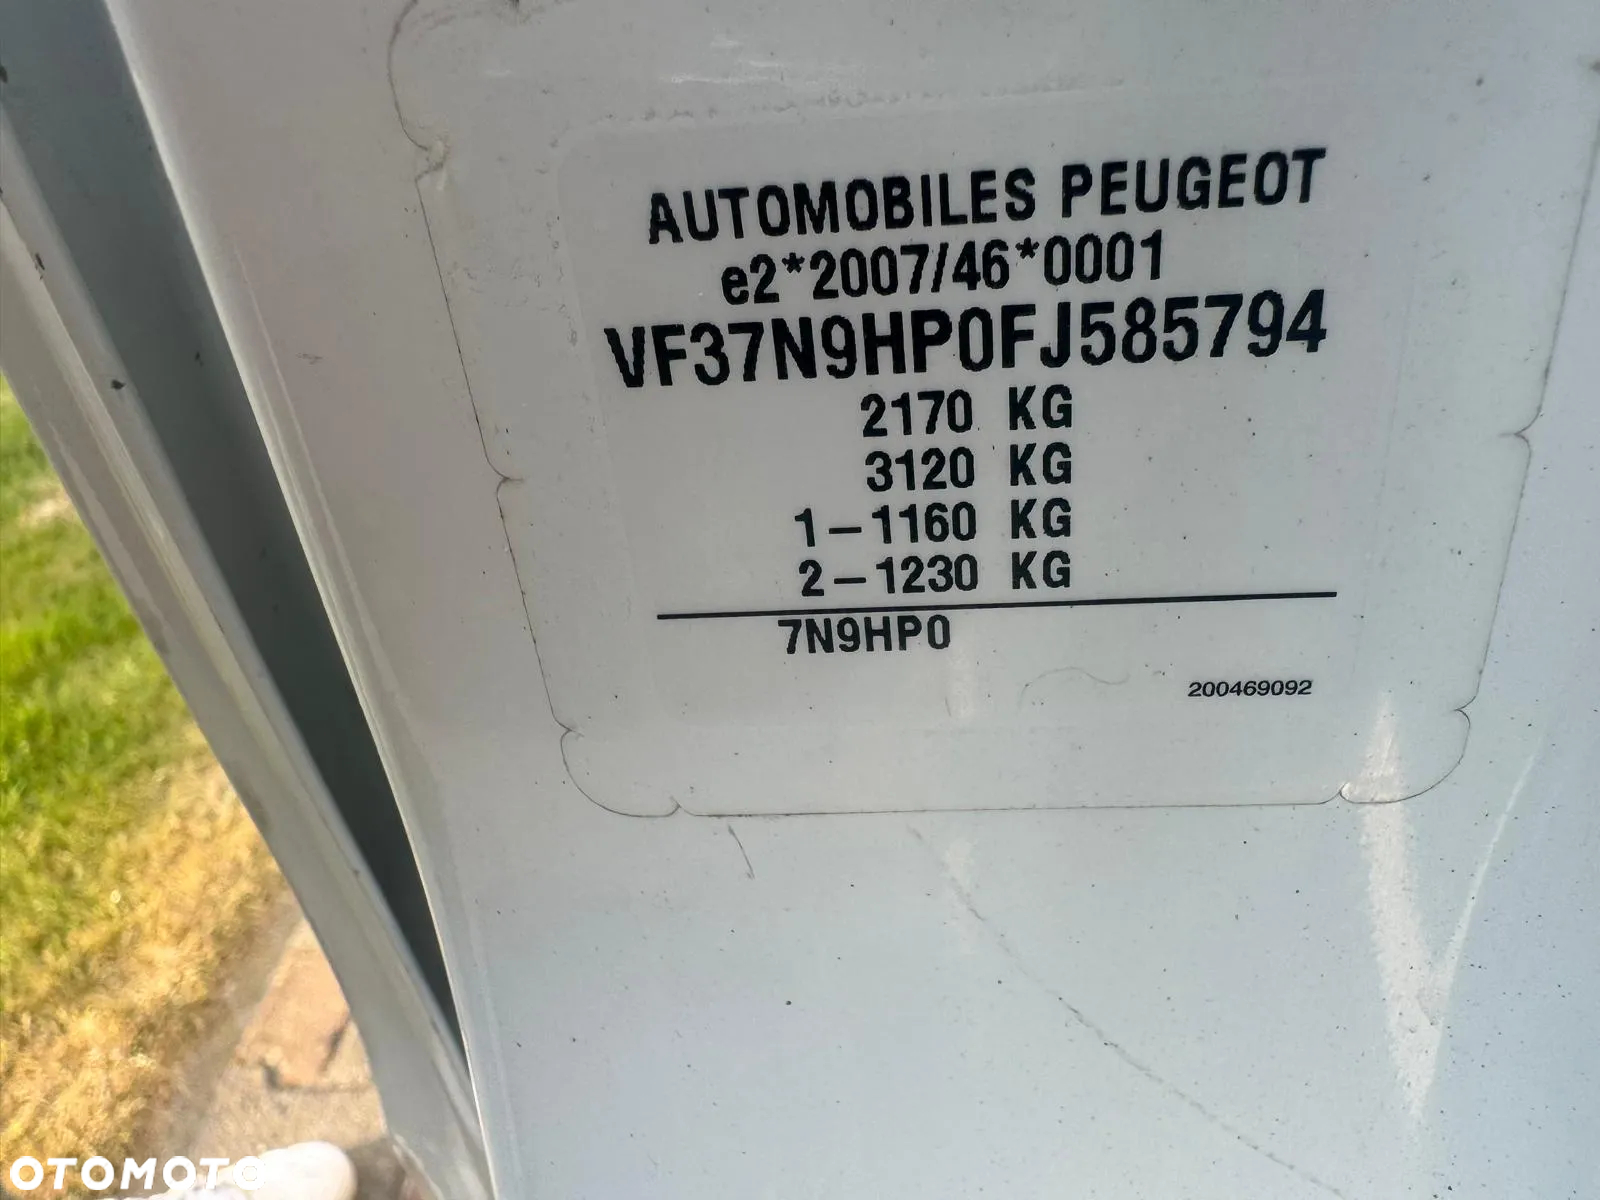 AUTOMOBILES PEUGEOT
e2*2007/46*0001
VF37N9HP0FJ585794
2170 KG
3120 KG
1-1160 KG
2-1230 KG
7N9HP0
200469092
OTOMOTO